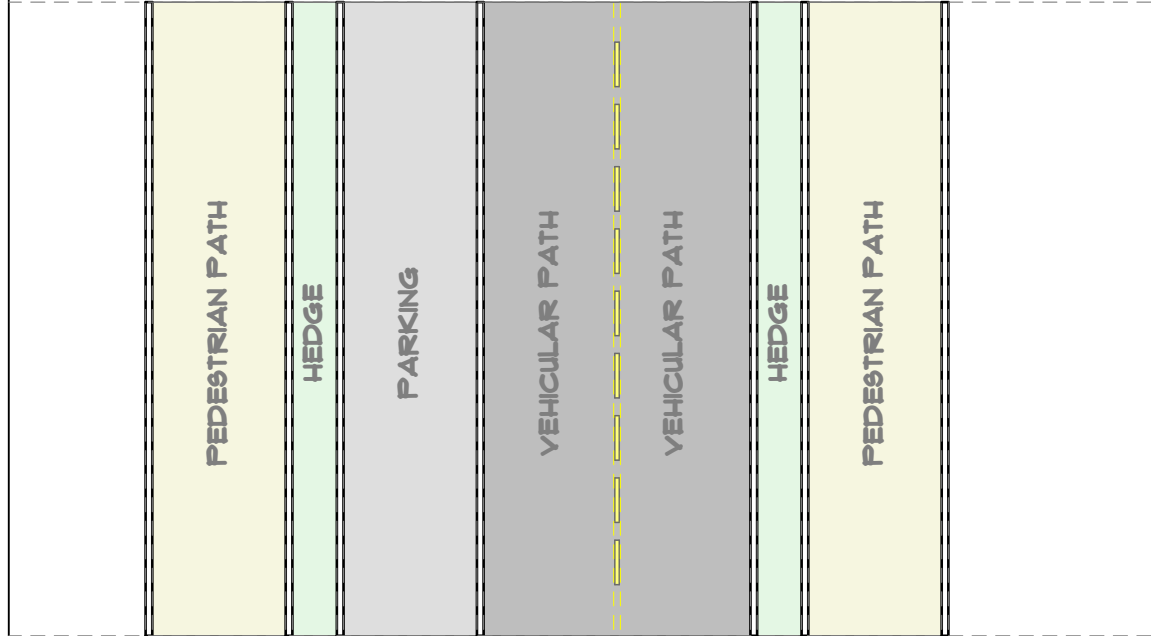 PEDESTRIAN PATH
HEDGE
PARKING
VEHICULAR PATH
VEHICULAR PATH
HEDGE
PEDESTRIAN PATH